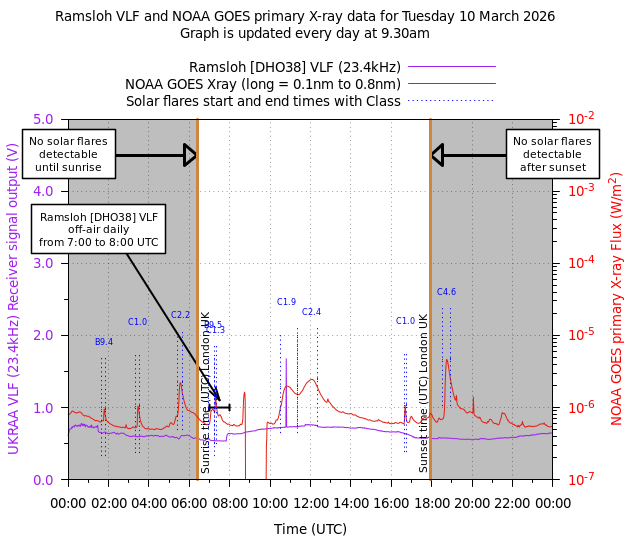 Ramsloh VLF and NOAA GOES primary X-ray data for Tuesday 10 March 2026
Graph is updated every day at 9.30am
Ramsloh [DHO38] VLF (23.4kHz)
NOAA GOES Xray (long = 0.1nm to 0.8nm)
Solar flares start and end times with Class
5.0
4.0
3.0
2.0
1.0
0.0
UKRAA VLF (23.4kHz) Receiver signal output (V)
No solar flares
detectable
until sunrise
Ramsloh [DHO38] VLF
off-air daily
from 7:00 to 8:00 UTC
No solar flares
detectable
after sunset
B9.4
C1.0
C2.2
C1.3
C1.9
C2.4
C1.0
C4.6
Sunrise time (UTC) London UK
Sunset time (UTC) London UK
10-2
10-3
10-4
10-5
10-6
10-7
NOAA GOES primary X-ray Flux (W/m2)
00:00 02:00 04:00 06:00 08:00 10:00 12:00 14:00 16:00 18:00 20:00 22:00 00:00
Time (UTC)